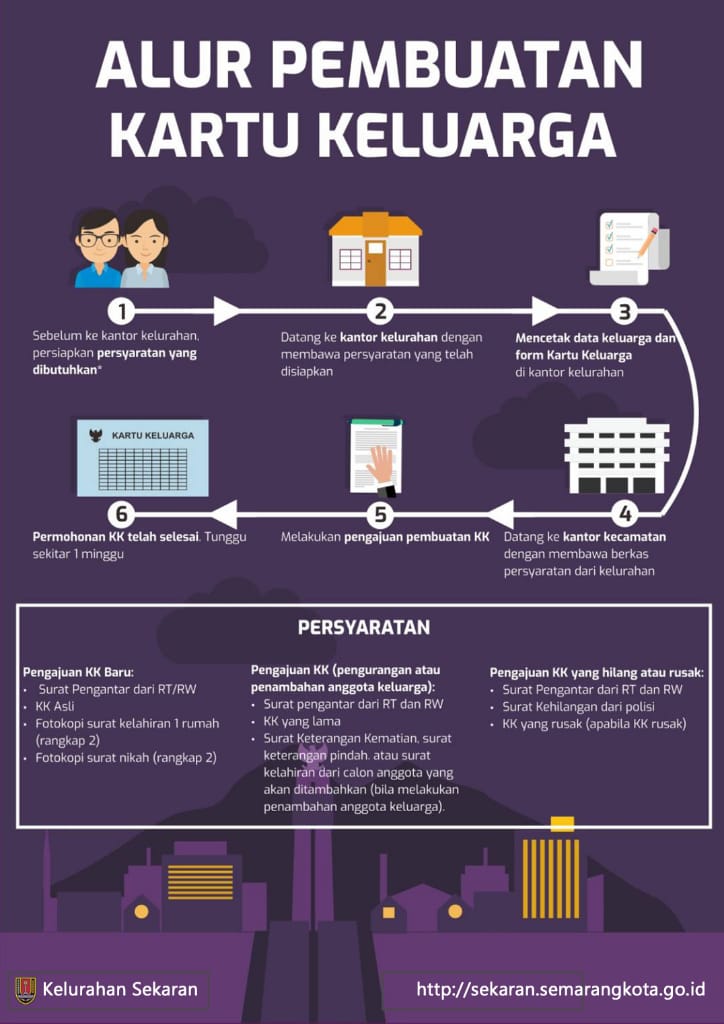 ALUR PEMBUATAN
KARTU KELUARGA
1
Sebelum ke kantor kelurahan,
persiapkan persyaratan yang
dibutuhkan*
2
Datang ke kantor kelurahan dengan
membawa persyaratan yang telah
disiapkan
3
Mencetak data keluarga dan
form Kartu Keluarga
di kantor kelurahan
KARTU KELUARGA
6
Permohonan KK telah selesai. Tunggu
sekitar 1 minggu
5
Melakukan pengajuan pembuatan KK
4
Datang ke kantor kecamatan
dengan membawa berkas
persyaratan dari kelurahan
PERSYARATAN
Pengajuan KK Baru:
• Surat Pengantar dari RT/RW
• KK Asli
• Fotokopi surat kelahiran 1 rumah
(rangkap 2)
• Fotokopi surat nikah (rangkap 2)
Pengajuan KK (pengurangan atau
penambahan anggota keluarga):
• Surat pengantar dari RT dan RW
• KK yang lama
• Surat Keterangan Kematian, surat
keterangan pindah, atau surat
kelahiran dari calon anggota yang
akan ditambahkan (bila melakukan
penambahan anggota keluarga).
Pengajuan KK yang hilang atau rusak:
• Surat Pengantar dari RT dan RW
• Surat Kehilangan dari polisi
• KK yang rusak (apabila KK rusak)
Kelurahan Sekaran
http://sekaran.semarangkota.go.id